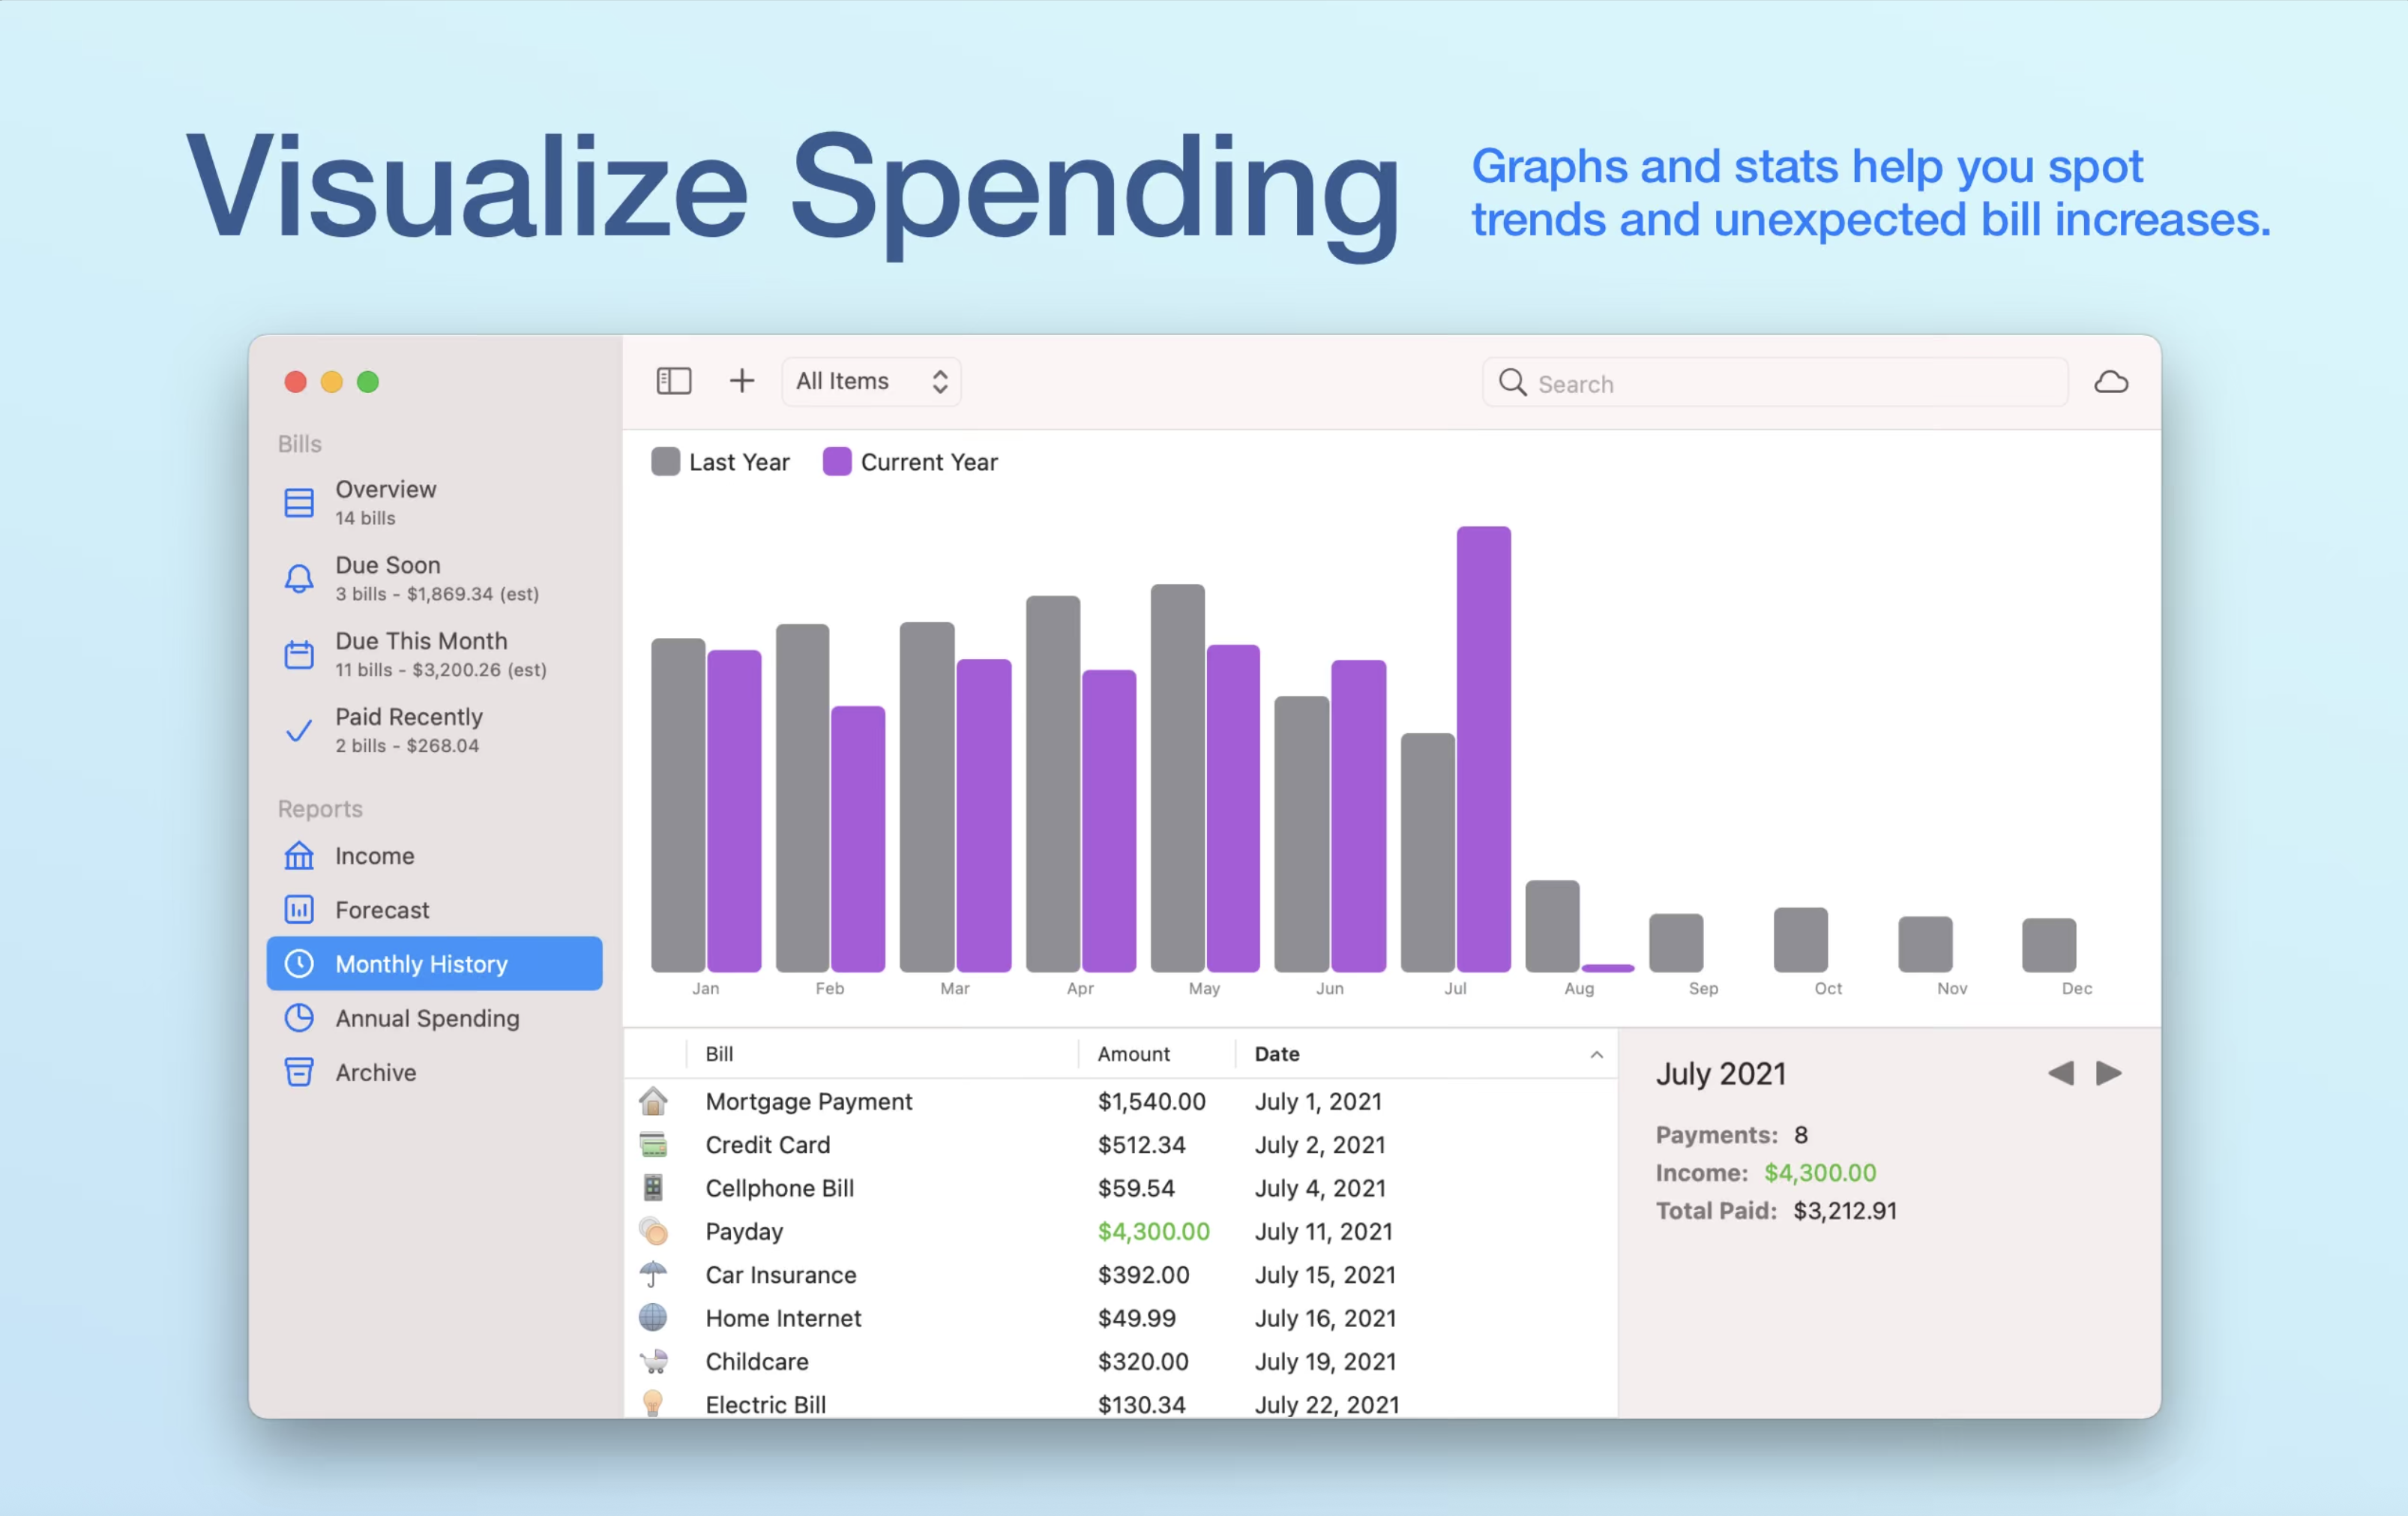 Visualize Spending
Graphs and stats help you spot
trends and unexpected bill increases.
Bills
Overview
14 bills
Due Soon
3 bills - $1,869.34 (est)
Due This Month
11 bills - $3,200.26 (est)
Paid Recently
2 bills - $268.04
Reports
Income
Forecast
Monthly History
Annual Spending
Archive
All Items
Search
Last Year Current Year
Jan Feb Mar Apr May Jun Jul Aug Sep Oct Nov Dec
Bill Amount Date
Mortgage Payment $1,540.00 July 1, 2021
Credit Card $512.34 July 2, 2021
Cellphone Bill $59.54 July 4, 2021
Payday $4,300.00 July 11, 2021
Car Insurance $392.00 July 15, 2021
Home Internet $49.99 July 16, 2021
Childcare $320.00 July 19, 2021
Electric Bill $130.34 July 22, 2021
July 2021
Payments: 8
Income: $4,300.00
Total Paid: $3,212.91